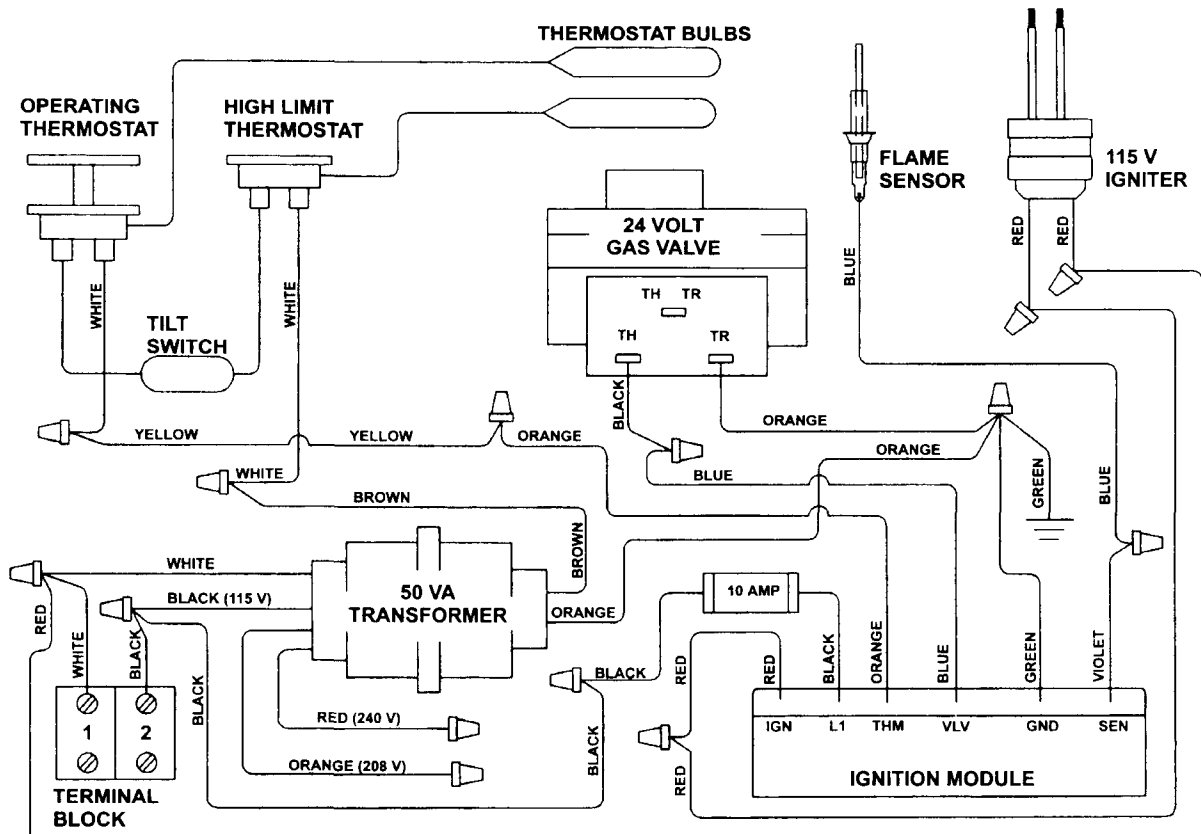 THERMOSTAT BULBS
OPERATING
THERMOSTAT
HIGH LIMIT
THERMOSTAT
FLAME
SENSOR
115 V
IGNITER
24 VOLT
GAS VALVE
TH TR
TH
TR
RED
RED
BLUE
WHITE
WHITE
TILT
SWITCH
BLACK
ORANGE
YELLOW
YELLOW
ORANGE
ORANGE
WHITE
BLUE
GREEN
BLUE
BROWN
BROWN
WHITE
50 VA
TRANSFORMER
BLACK (115 V)
ORANGE
10 AMP
RED
WHITE
BLACK
BLACK
BLACK
RED
RED
BLACK
ORANGE
BLUE
GREEN
VIOLET
1
2
RED (240 V)
ORANGE (208 V)
BLACK
RED
IGN
L1
THM
VLV
GND
SEN
IGNITION MODULE
TERMINAL
BLOCK